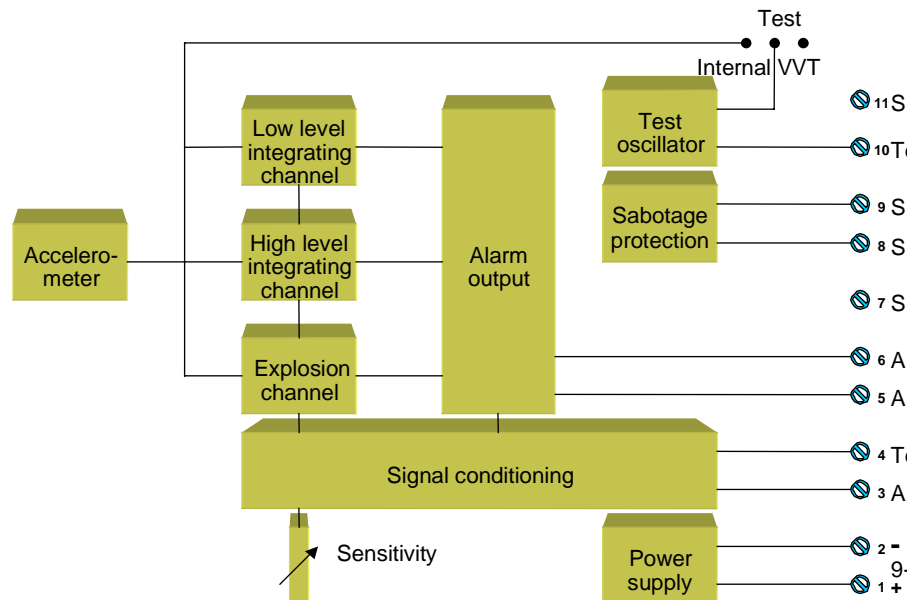 Test
Internal VVT
Low level
integrating
channel
Test
oscillator
11 S
10 Te
Accelero-
meter
High level
integrating
channel
Alarm
output
Sabotage
protection
9 S
8 S
7 S
Explosion
channel
6 A
5 A
Signal conditioning
4 Te
3 A
Sensitivity
Power
supply
2 -
9-
1 +